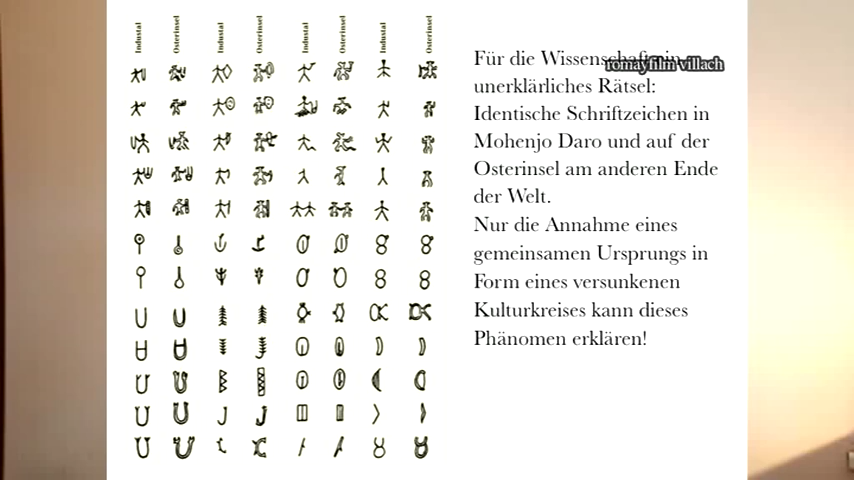 Industal Osterinsel Industal Osterinsel Industal Osterinsel Industal Osterinsel
Für die Wissenschaft ein
romayfilm villach
unerklärliches Rätsel:
Identische Schriftzeichen in
Mohenjo Daro und auf der
Osterinsel am anderen Ende
der Welt.
Nur die Annahme eines
gemeinsamen Ursprungs in
Form eines versunkenen
Kulturkreises kann dieses
Phänomen erklären!